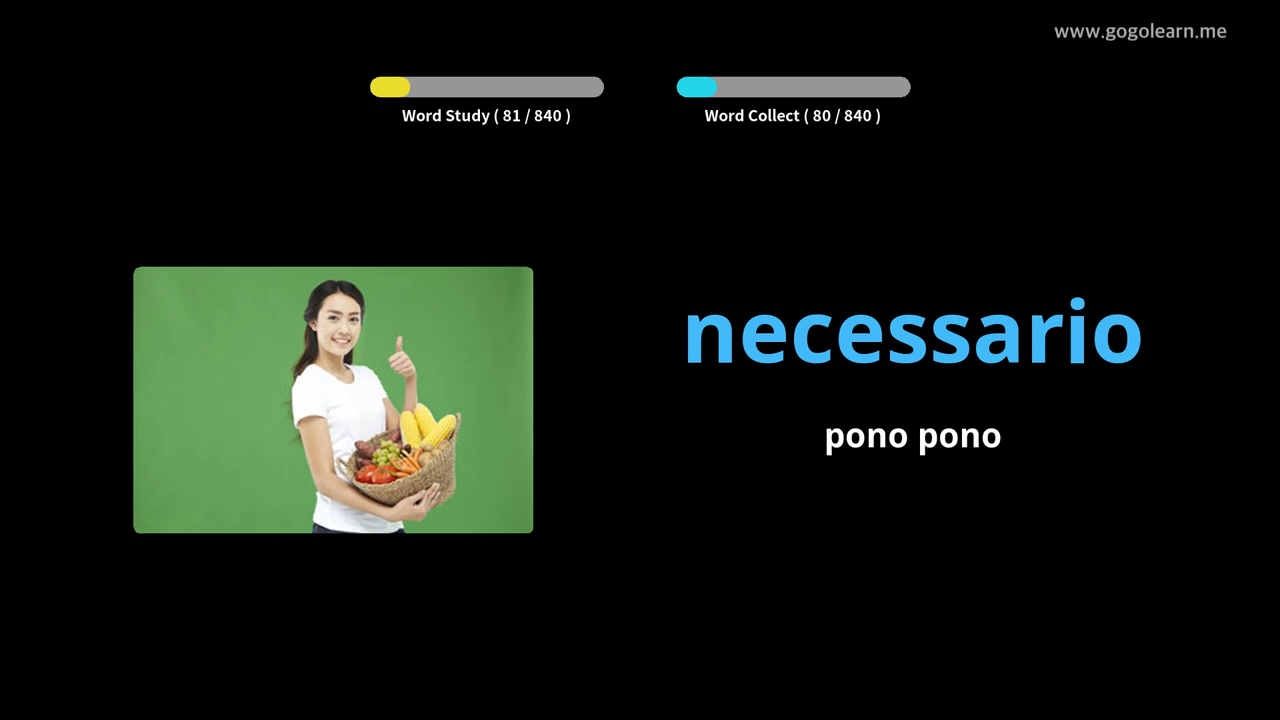 www.gogolearn.me
Word Study ( 81 / 840 )
Word Collect ( 80 / 840 )
necessario
pono pono